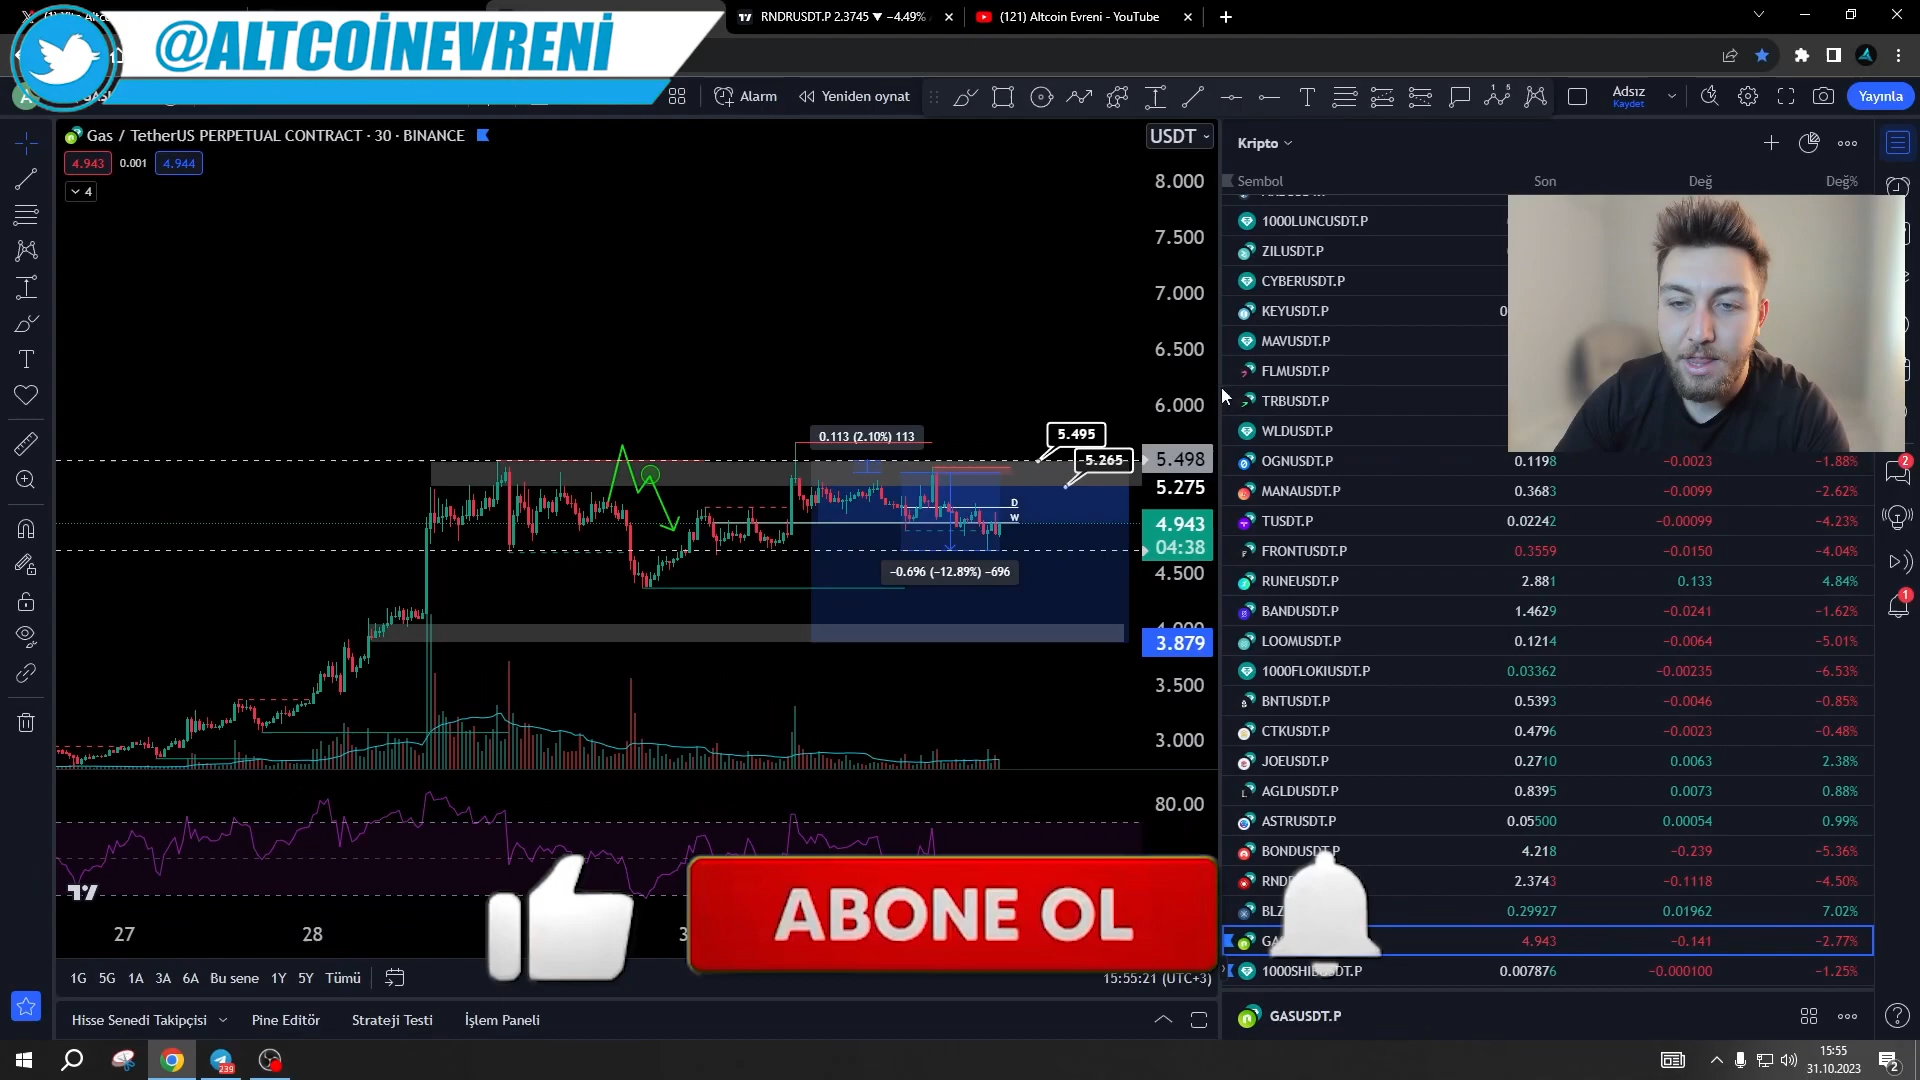 RNDRUSDT.P 2.3745 ▼ −4.49%
(121) Altcoin Evreni - YouTube
@ALTCOİNEVRENİ
Alarm
Yeniden oynat
Adsız
Kaydet
Yayınla
Gas / TetherUS PERPETUAL CONTRACT · 30 · BINANCE
USDT
Kripto
4.943
0.001
4.944
4
Sembol
Son
Değ
Değ%
1000LUNCUSDT.P
ZILUSDT.P
CYBERUSDT.P
KEYUSDT.P
MAVUSDT.P
FLMUSDT.P
TRBUSDT.P
WLDUSDT.P
OGNUSDT.P 0.1198 −0.0023 −1.88%
MANAUSDT.P 0.3683 −0.0099 −2.62%
TUSDT.P 0.02242 −0.00099 −4.23%
FRONTUSDT.P 0.3559 −0.0150 −4.04%
RUNEUSDT.P 2.881 0.133 4.84%
BANDUSDT.P 1.4629 −0.0241 −1.62%
LOOMUSDT.P 0.1214 −0.0064 −5.01%
1000FLOKIUSDT.P 0.03362 −0.00235 −6.53%
BNTUSDT.P 0.5393 −0.0046 −0.85%
CTKUSDT.P 0.4796 −0.0023 −0.48%
JOEUSDT.P 0.2710 0.0063 2.38%
AGLDUSDT.P 0.8395 0.0073 0.88%
ASTRUSDT.P 0.05500 0.00054 0.99%
BONDUSDT.P 4.218 −0.239 −5.36%
RND 2.3743 −0.1118 −4.50%
BLZ 0.29927 0.01962 7.02%
GA 4.943 −0.141 −2.77%
1000SHIBUSDT.P 0.007876 −0.000100 −1.25%
GASUSDT.P
8.000
7.500
7.000
6.500
6.000
5.498
5.275
4.943
04:38
4.500
3.879
3.500
3.000
80.00
0.113 (2.10%) 113
5.495
5.265
D
W
−0.696 (−12.89%) −696
27
28
ABONE OL
1G 5G 1A 3A 6A Bu sene 1Y 5Y Tümü
15:55:21 (UTC+3)
Hisse Senedi Takipçisi
Pine Editör
Strateji Testi
İşlem Paneli
2
1
239
15:55
31.10.2023
2